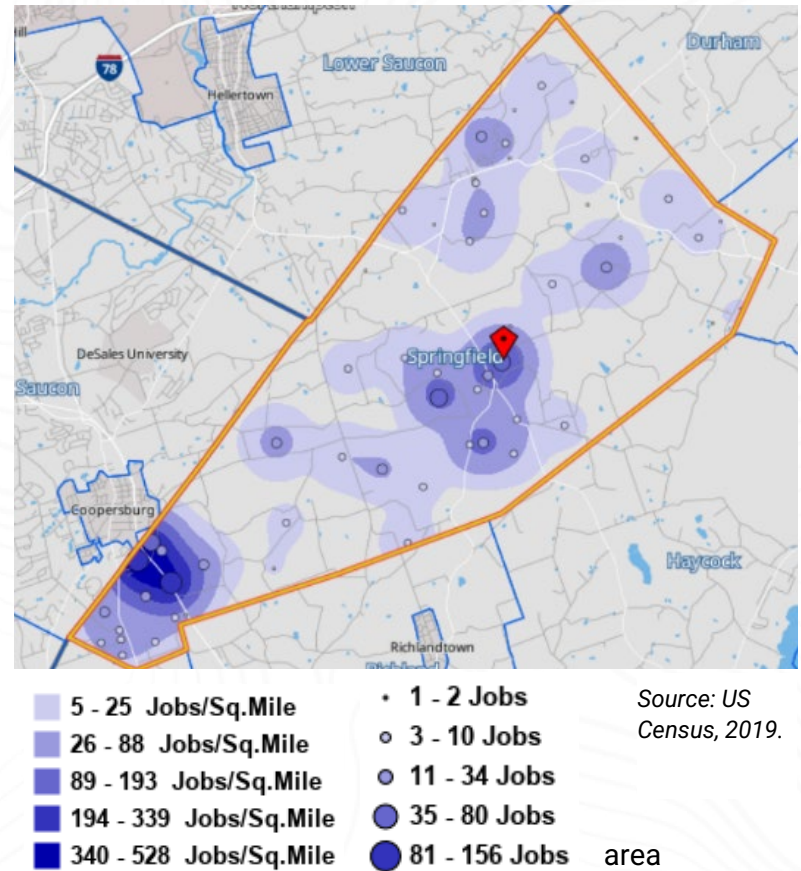 Durham
Lower Saucon
78
Hellertown
DeSales University
Springfield
Saucon
Coopersburg
Haycock
Richlandtown
5 - 25 Jobs/Sq.Mile
26 - 88 Jobs/Sq.Mile
89 - 193 Jobs/Sq.Mile
194 - 339 Jobs/Sq.Mile
340 - 528 Jobs/Sq.Mile
1 - 2 Jobs
3 - 10 Jobs
11 - 34 Jobs
35 - 80 Jobs
81 - 156 Jobs
Source: US
Census, 2019.
area